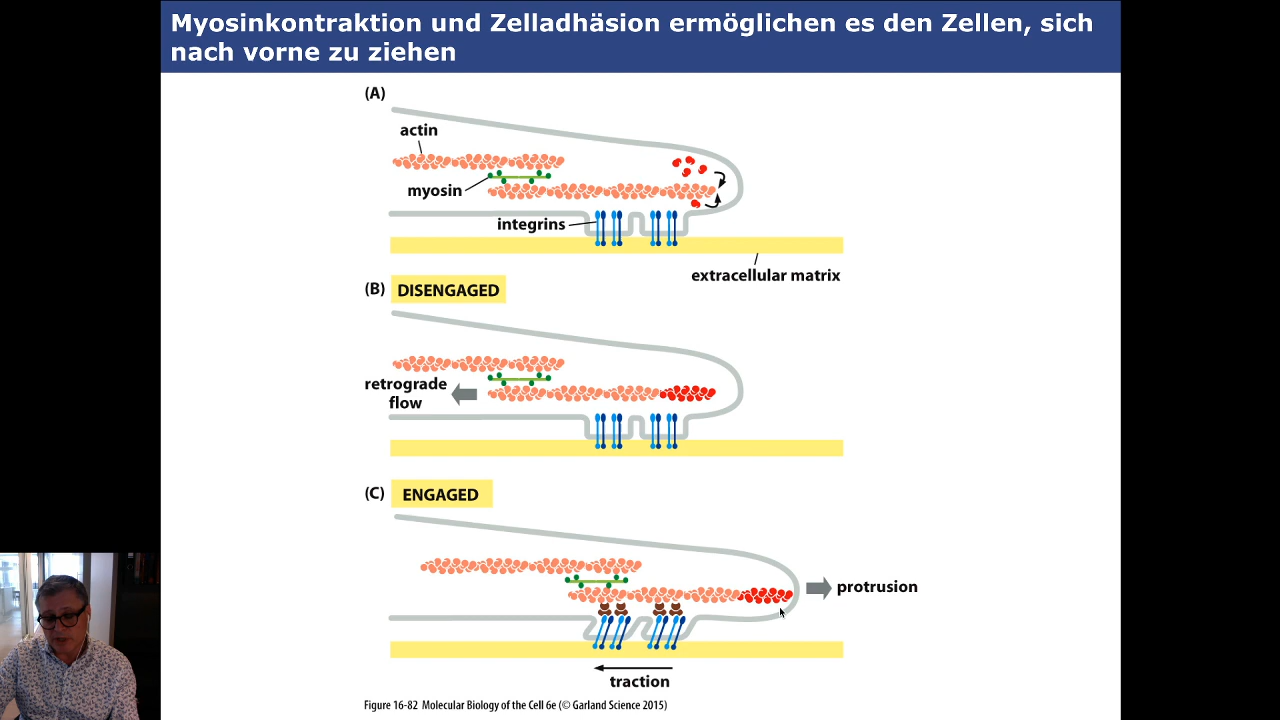 Myosinkontraktion und Zelladhäsion ermöglichen es den Zellen, sich
nach vorne zu ziehen
(A)
actin
myosin
integrins
extracellular matrix
(B) DISENGAGED
retrograde
flow
(C) ENGAGED
protrusion
traction
Figure 16-82 Molecular Biology of the Cell 6e (© Garland Science 2015)